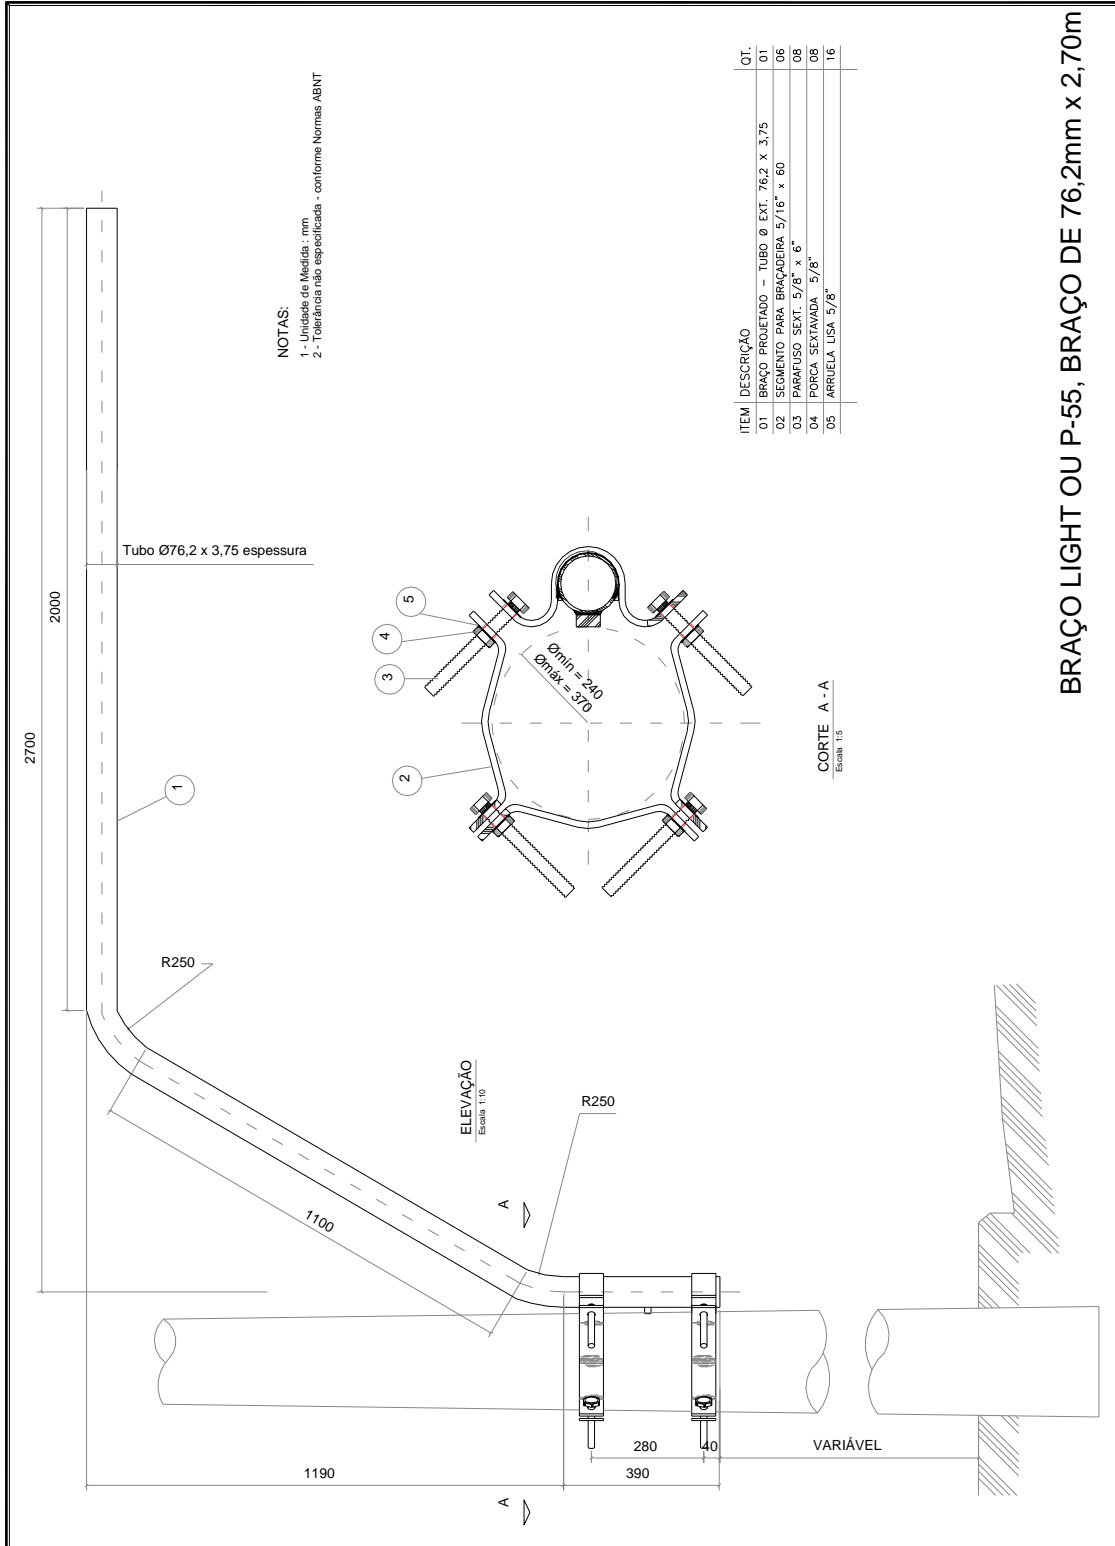 NOTAS:
1 - Unidade de Medida : mm
2 - Tolerância não especificada - conforme Normas ABNT
ITEM DESCRIÇÃO QT.
01 BRAÇO PROJETADO - TUBO Ø EXT. 76,2 x 3,75 01
02 SEGMENTO PARA BRAÇADEIRA 5/16" x 60 06
03 PARAFUSO SEXT. 5/8" x 6" 08
04 PORCA SEXTAVADA 5/8" 08
05 ARRUELA LISA 5/8" 16
BRAÇO LIGHT OU P-55, BRAÇO DE 76,2mm x 2,70m
2700
2000
Tubo Ø76,2 x 3,75 espessura
1
R250
1100
R250
ELEVAÇÃO
Escala 1:10
A
A
1190
390
280
40
VARIÁVEL
5
4
3
2
Ømín = 240
Ømáx = 370
CORTE A - A
Escala 1:5